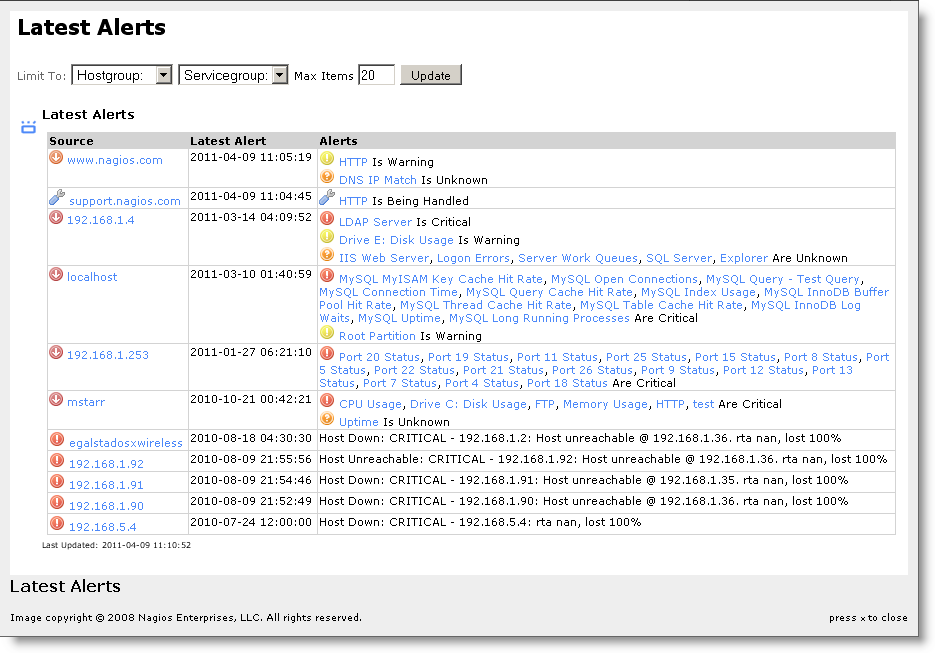 Latest Alerts
Limit To: Hostgroup: Servicegroup: Max Items 20 Update
Latest Alerts
Source Latest Alert Alerts
www.nagios.com 2011-04-09 11:05:19 HTTP Is Warning
DNS IP Match Is Unknown
support.nagios.com 2011-04-09 11:04:45 HTTP Is Being Handled
192.168.1.4 2011-03-14 04:09:52 LDAP Server Is Critical
Drive E: Disk Usage Is Warning
IIS Web Server, Logon Errors, Server Work Queues, SQL Server, Explorer Are Unknown
localhost 2011-03-10 01:40:59 MySQL MyISAM Key Cache Hit Rate, MySQL Open Connections, MySQL Query - Test Query,
MySQL Connection Time, MySQL Query Cache Hit Rate, MySQL Index Usage, MySQL InnoDB Buffer
Pool Hit Rate, MySQL Thread Cache Hit Rate, MySQL Table Cache Hit Rate, MySQL InnoDB Log
Waits, MySQL Uptime, MySQL Long Running Processes Are Critical
Root Partition Is Warning
192.168.1.253 2011-01-27 06:21:10 Port 20 Status, Port 19 Status, Port 11 Status, Port 25 Status, Port 15 Status, Port 8 Status, Port
5 Status, Port 22 Status, Port 21 Status, Port 26 Status, Port 9 Status, Port 12 Status, Port 13
Status, Port 7 Status, Port 4 Status, Port 18 Status Are Critical
mstarr 2010-10-21 00:42:21 CPU Usage, Drive C: Disk Usage, FTP, Memory Usage, HTTP, test Are Critical
Uptime Is Unknown
egalstadosxwireless 2010-08-18 04:30:30 Host Down: CRITICAL - 192.168.1.2: Host unreachable @ 192.168.1.36. rta nan, lost 100%
192.168.1.92 2010-08-09 21:55:56 Host Unreachable: CRITICAL - 192.168.1.92: Host unreachable @ 192.168.1.36. rta nan, lost 100%
192.168.1.91 2010-08-09 21:54:46 Host Down: CRITICAL - 192.168.1.91: Host unreachable @ 192.168.1.35. rta nan, lost 100%
192.168.1.90 2010-08-09 21:52:49 Host Down: CRITICAL - 192.168.1.90: Host unreachable @ 192.168.1.36. rta nan, lost 100%
192.168.5.4 2010-07-24 12:00:00 Host Down: CRITICAL - 192.168.5.4: rta nan, lost 100%
Last Updated: 2011-04-09 11:10:52
Latest Alerts
Image copyright © 2008 Nagios Enterprises, LLC. All rights reserved. press x to close